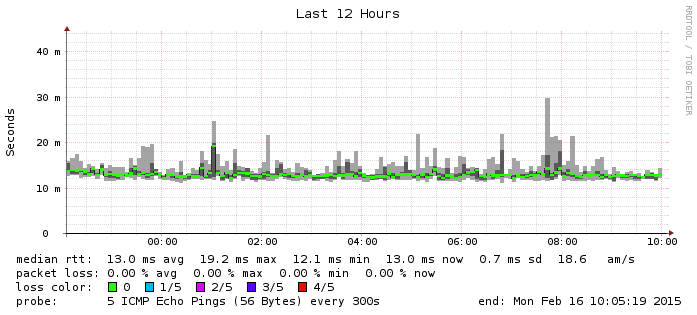 Last 12 Hours
RRDTOOL / TOBI OETIKER
Seconds
40 m
30 m
20 m
10 m
0
00:00 02:00 04:00 06:00 08:00 10:00
median rtt: 13.0 ms avg 19.2 ms max 12.1 ms min 13.0 ms now 0.7 ms sd 18.6 am/s
packet loss: 0.00 % avg 0.00 % max 0.00 % min 0.00 % now
loss color: 0 1/5 2/5 3/5 4/5
probe: 5 ICMP Echo Pings (56 Bytes) every 300s end: Mon Feb 16 10:05:19 2015